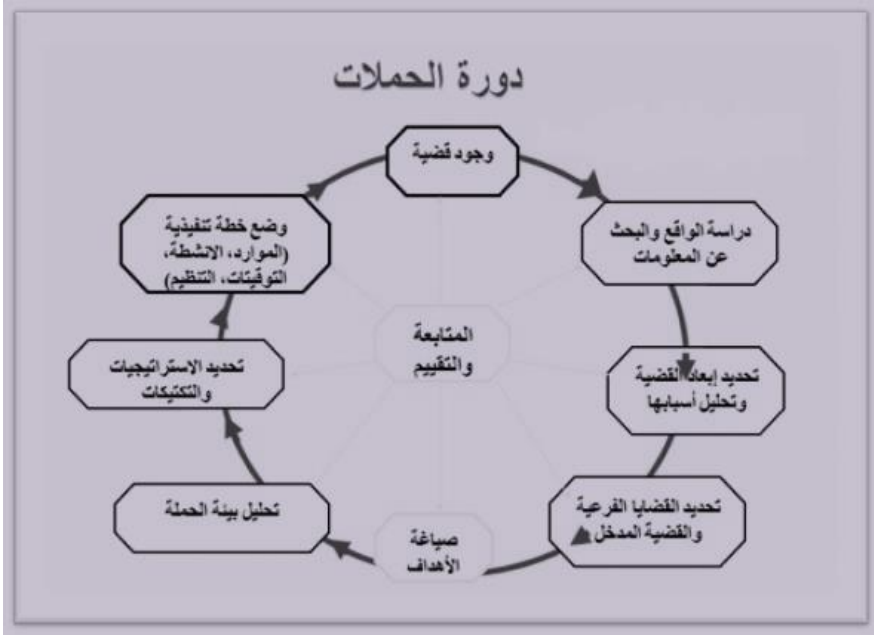 دورة الحملات
وجود قضية
دراسة الواقع والبحث
عن المعلومات
تحديد إبعاد القضية
وتحليل أسبابها
تحديد القضايا الفرعية
والقضية المدخل
صياغة
الأهداف
تحليل بيئة الحملة
تحديد الاستراتيجيات
والتكتيكات
وضع خطة تنفيذية
(الموارد، الانشطة،
التوقيتات، التنظيم)
المتابعة
والتقييم